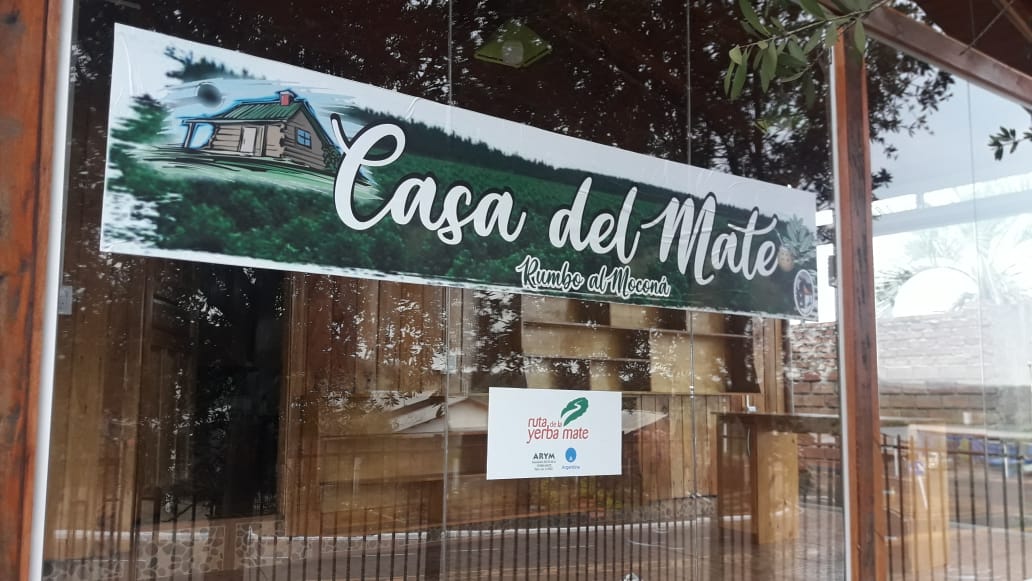 Casa del Mate
Rumbo al Moconá
ruta de la
yerba mate
ARYM
Argentina